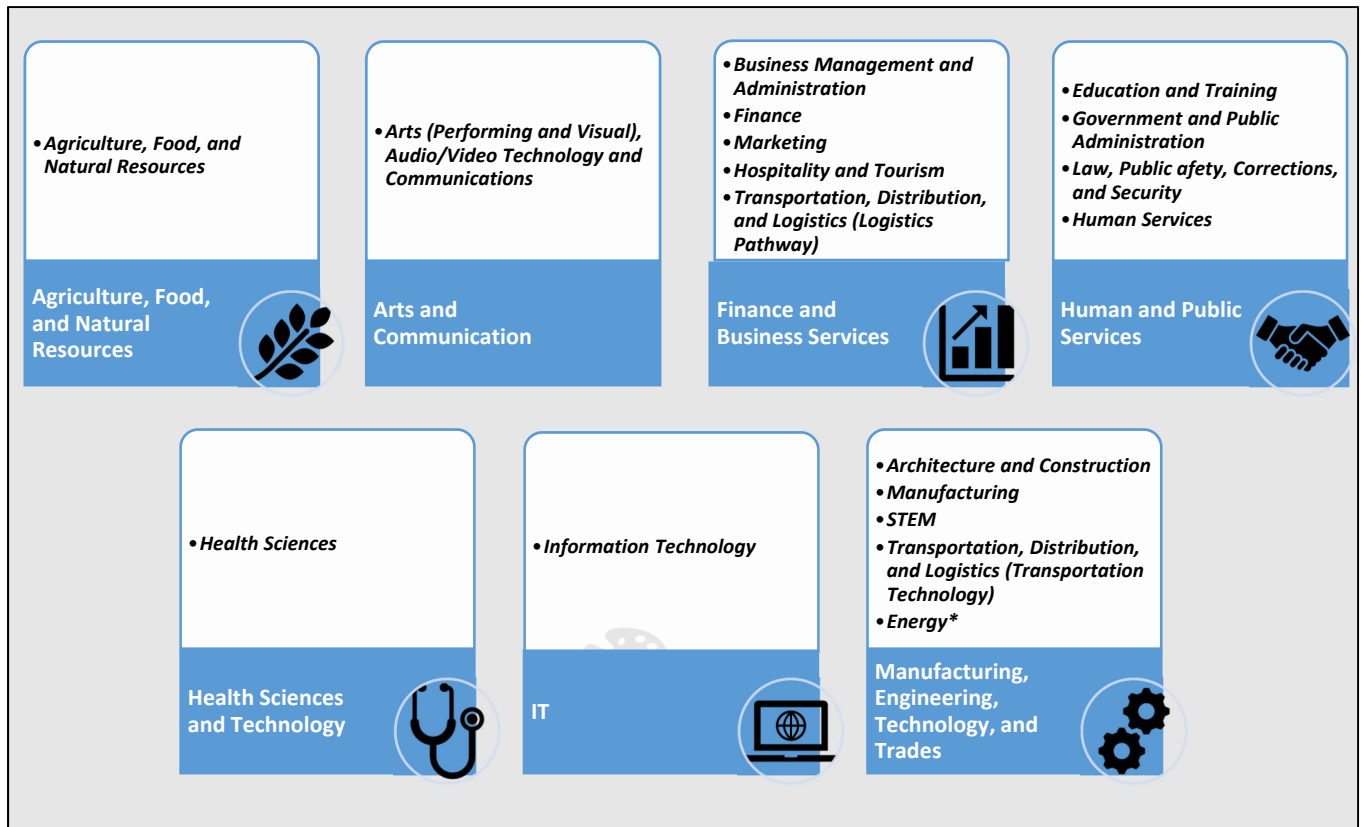 •Agriculture, Food, and
Natural Resources
Agriculture, Food,
and Natural
Resources
•Arts (Performing and Visual),
Audio/Video Technology and
Communications
Arts and
Communication
•Business Management and
Administration
•Finance
•Marketing
•Hospitality and Tourism
•Transportation, Distribution,
and Logistics (Logistics
Pathway)
Finance and
Business Services
•Education and Training
•Government and Public
Administration
•Law, Public afety, Corrections,
and Security
•Human Services
Human and Public
Services
•Health Sciences
Health Sciences
and Technology
•Information Technology
IT
•Architecture and Construction
•Manufacturing
•STEM
•Transportation, Distribution,
and Logistics (Transportation
Technology)
•Energy*
Manufacturing,
Engineering,
Technology, and
Trades